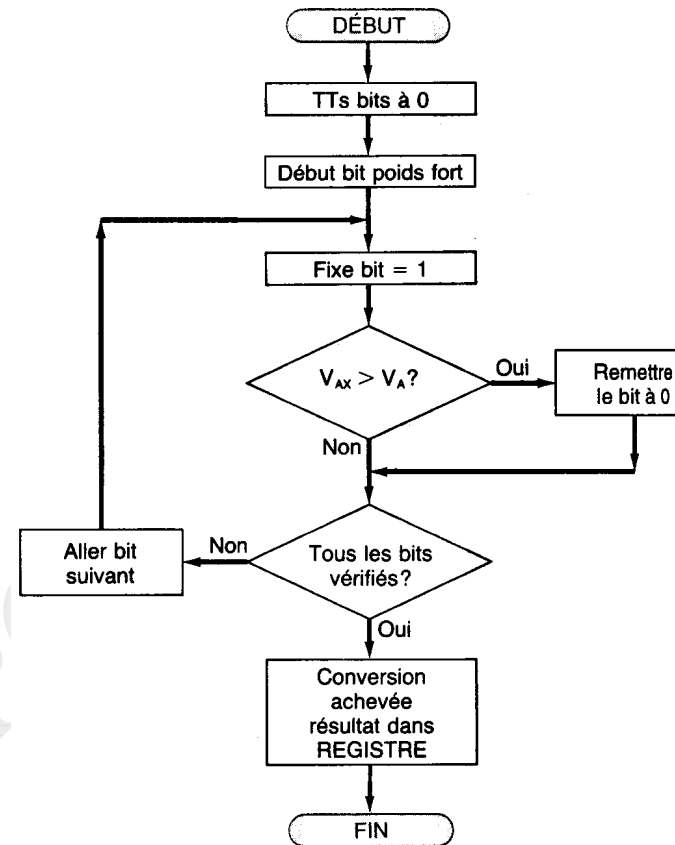 DÉBUT
TTs bits à 0
Début bit poids fort
Fixe bit = 1
V_AX > V_A?
Oui
Remettre
le bit à 0
Non
Aller bit
suivant
Non
Tous les bits
vérifiés?
Oui
Conversion
achevée
résultat dans
REGISTRE
FIN